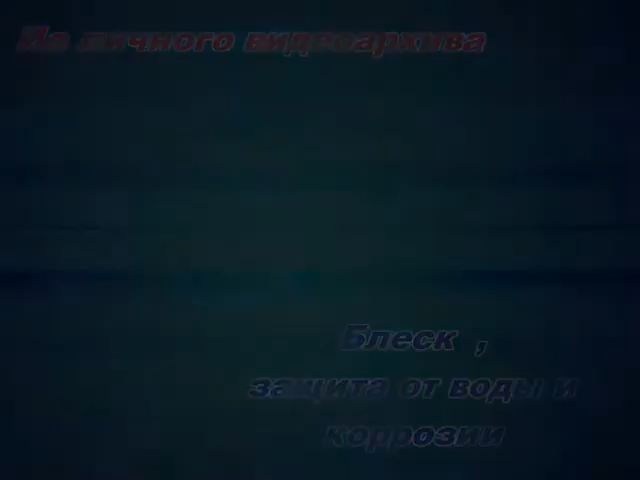 Из личного видеоархива
Блеск ,
защита от воды и
коррозии